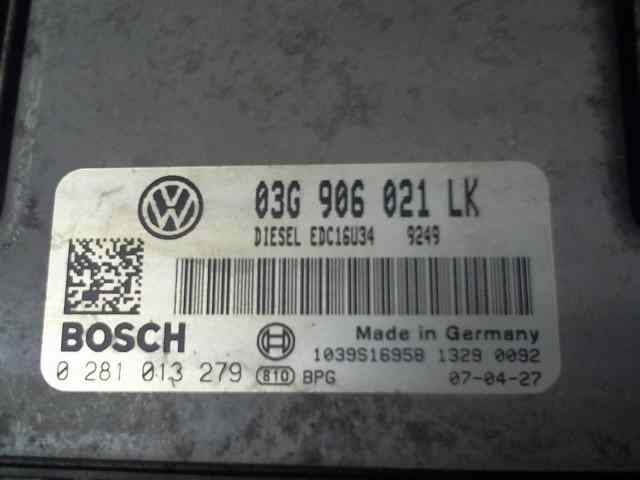 03G 906 021 LK
DIESEL EDC16U34 9249
BOSCH
Made in Germany
1039S16958 1329 0092
0 281 013 279 810 BPG 07-04-27